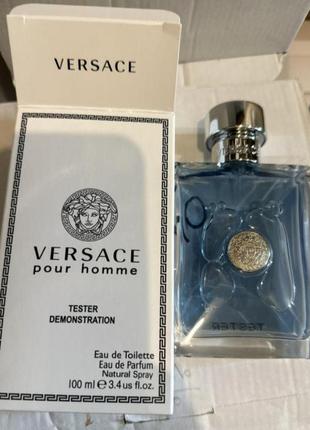 VERSACE
VERSACE
pour homme
TESTER
DEMONSTRATION
Eau de Toilette
Eau de Parfum
Natural Spray
100 ml ℮ 3.4 us fl.oz.